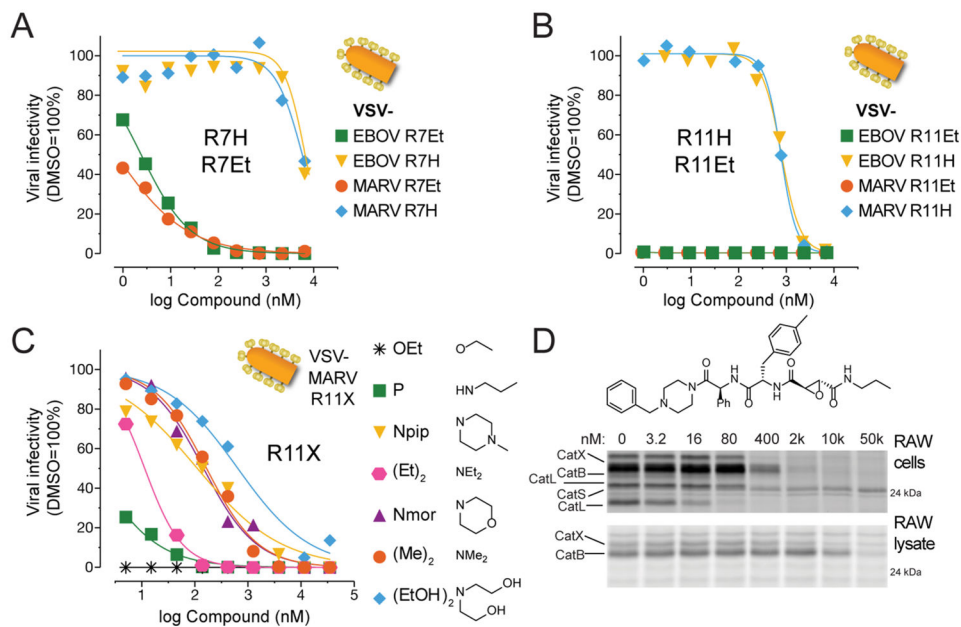 A
Viral infectivity
(DMSO=100%)
100
80
60
40
20
0
0
1
2
3
4
log Compound (nM)
R7H
R7Et
VSV-
EBOV R7Et
EBOV R7H
MARV R7Et
MARV R7H
B
Viral infectivity
(DMSO=100%)
100
80
60
40
20
0
0
1
2
3
4
log Compound (nM)
R11H
R11Et
VSV-
EBOV R11Et
EBOV R11H
MARV R11Et
MARV R11H
C
Viral infectivity
(DMSO=100%)
100
80
60
40
20
0
1
2
3
4
5
log Compound (nM)
VSV-
MARV
R11X
R11X
OEt
O
P
HN
Npip
N
N
(Et)2
NEt2
Nmor
N
O
(Me)2
NMe2
(EtOH)2
N
OH
OH
D
N
N
O
Ph
H
N
O
N
H
O
O
O
H
N
nM:
0 3.2 16 80 400 2k 10k 50k
RAW
cells
CatX
CatB
CatL
CatS
CatL
24 kDa
RAW
lysate
CatX
CatB
24 kDa